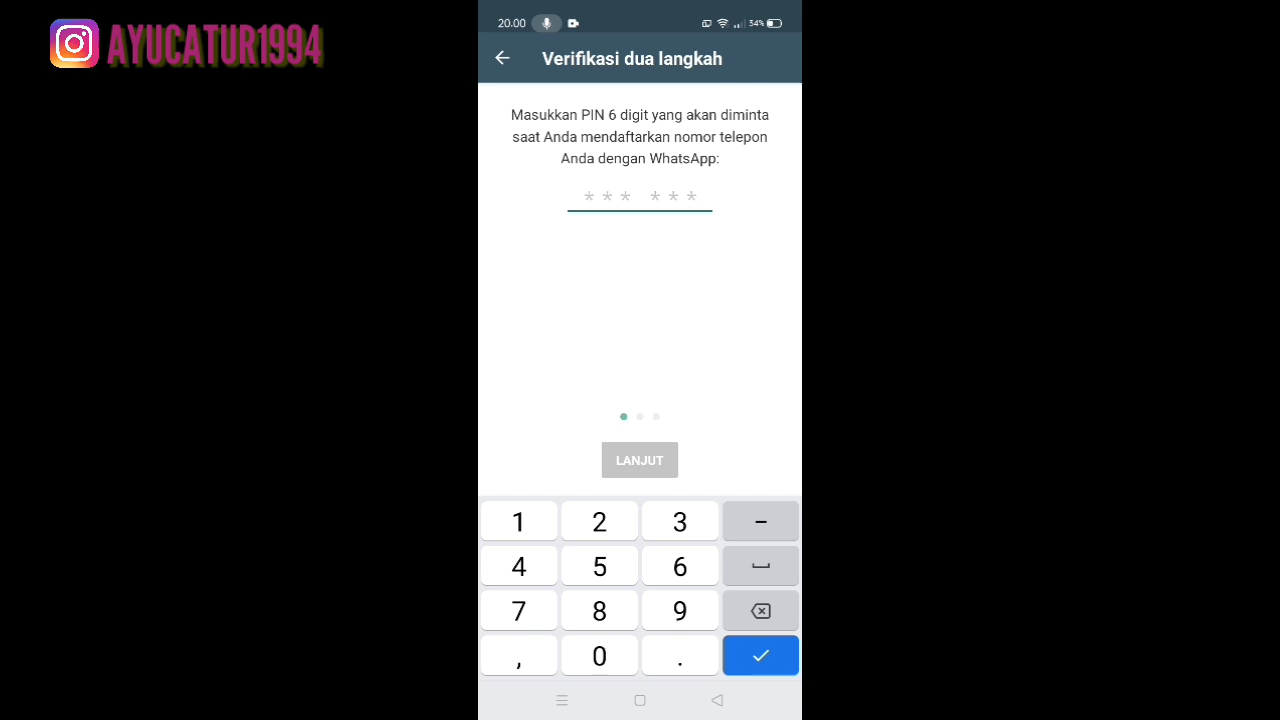 AYUCATUR1994
20.00
34%
Verifikasi dua langkah
Masukkan PIN 6 digit yang akan diminta
saat Anda mendaftarkan nomor telepon
Anda dengan WhatsApp:
*** ***
LANJUT
1 2 3 –
4 5 6
7 8 9
, 0 .